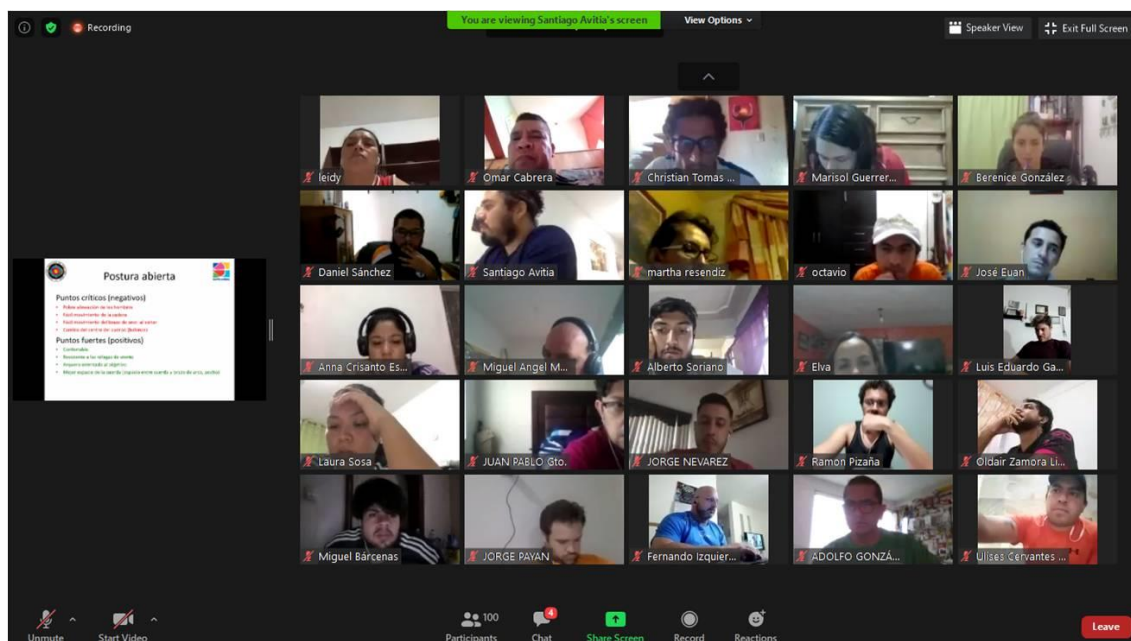 Recording
You are viewing Santiago Avitia's screen
View Options
Speaker View
Exit Full Screen
leidy
Omar Cabrera
Christian Tomas ...
Marisol Guerrer...
Berenice González
Daniel Sánchez
Santiago Avitia
martha resendiz
octavio
José Euan
Postura abierta
Puntos críticos (negativos)
Puntos fuertes (positivos)
Anna Crisanto Es...
Miguel Angel M...
Alberto Soriano
Elva
Luis Eduardo Ga...
Laura Sosa
JUAN PABLO Gto.
JORGE NEVAREZ
Ramon Pizaña
Oldair Zamora Li...
Miguel Bárcenas
JORGE PAYAN
Fernando Izquier...
ADOLFO GONZÁ...
Ulises Cervantes ...
Unmute
Start Video
100
Participants
4
Chat
Share Screen
Record
Reactions
Leave